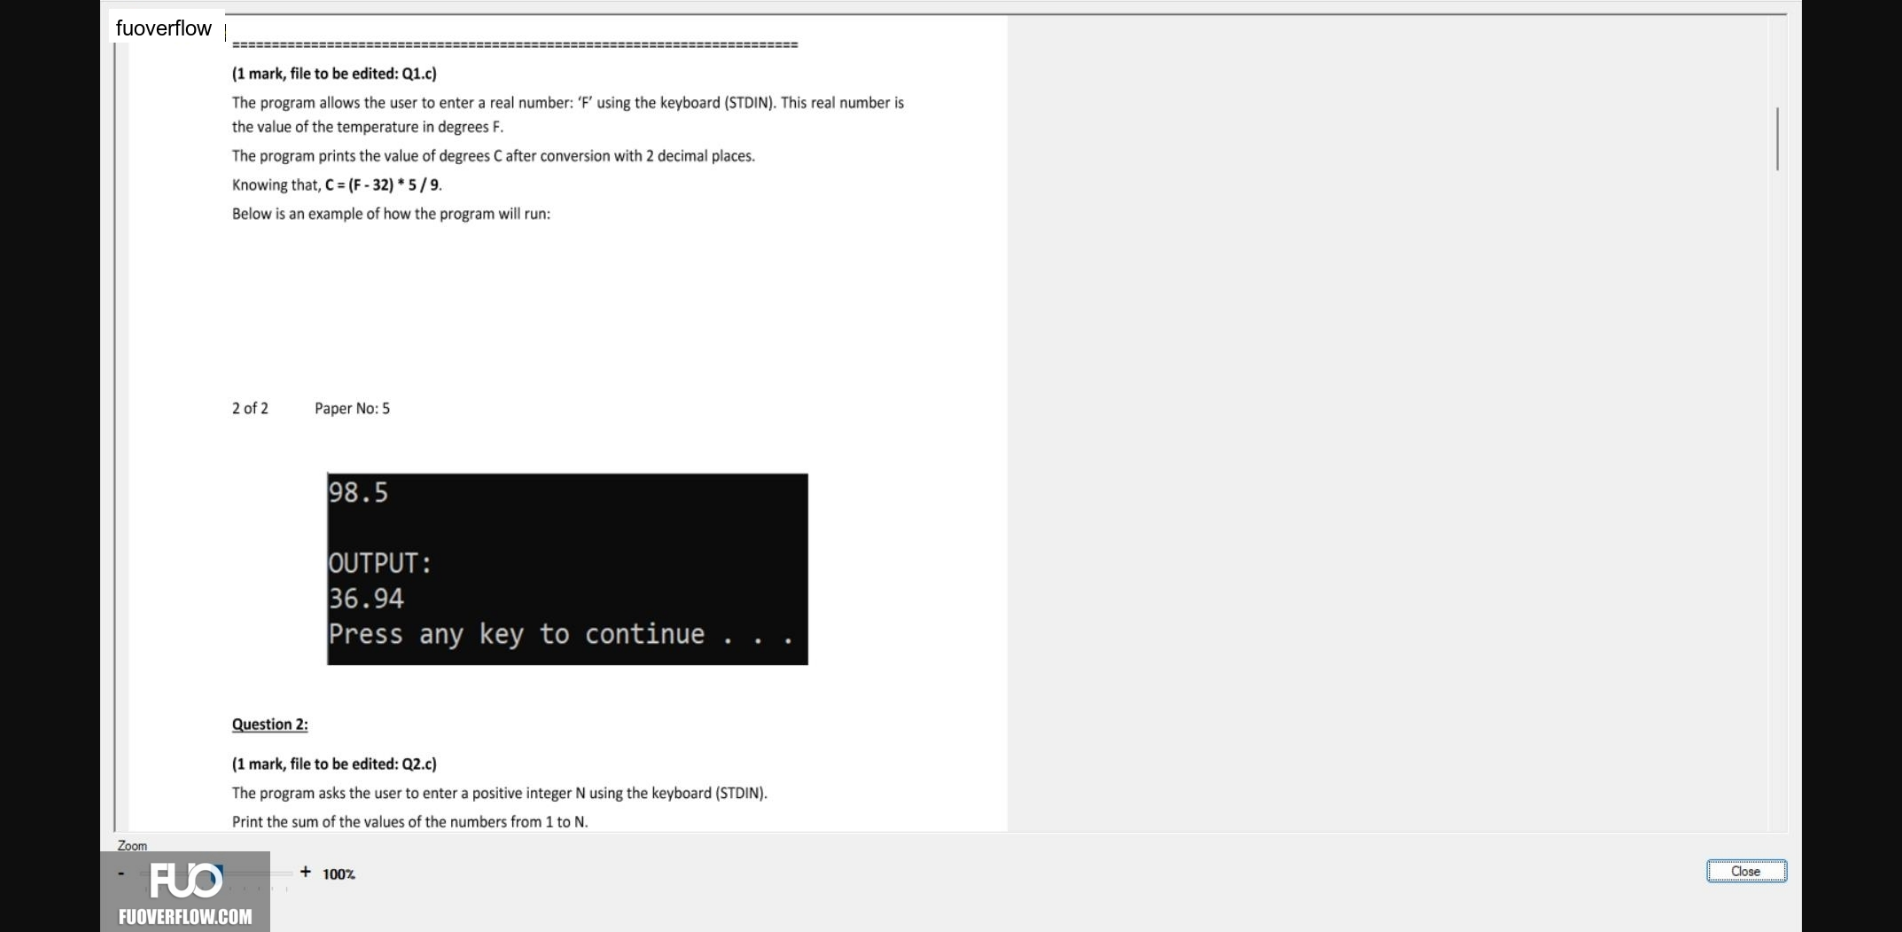 fuoverflow
========================================================================
(1 mark, file to be edited: Q1.c)
The program allows the user to enter a real number: ‘F’ using the keyboard (STDIN). This real number is
the value of the temperature in degrees F.
The program prints the value of degrees C after conversion with 2 decimal places.
Knowing that, C = (F - 32) * 5 / 9.
Below is an example of how the program will run:
2 of 2 Paper No: 5
98.5
OUTPUT:
36.94
Press any key to continue . . .
Question 2:
(1 mark, file to be edited: Q2.c)
The program asks the user to enter a positive integer N using the keyboard (STDIN).
Print the sum of the values of the numbers from 1 to N.
Zoom
- + 100%
Close
FUO
FUOVERFLOW.COM